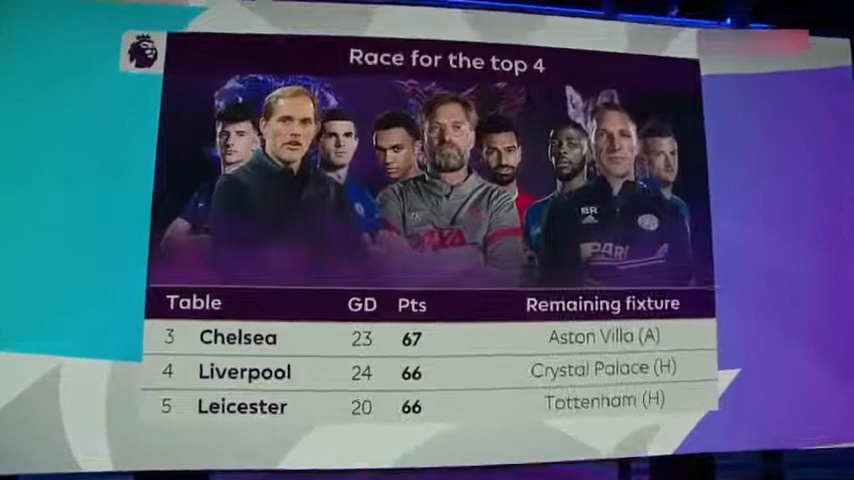 Race for the top 4
BR
Table GD Pts Remaining fixture
3 Chelsea 23 67 Aston Villa (A)
4 Liverpool 24 66 Crystal Palace (H)
5 Leicester 20 66 Tottenham (H)